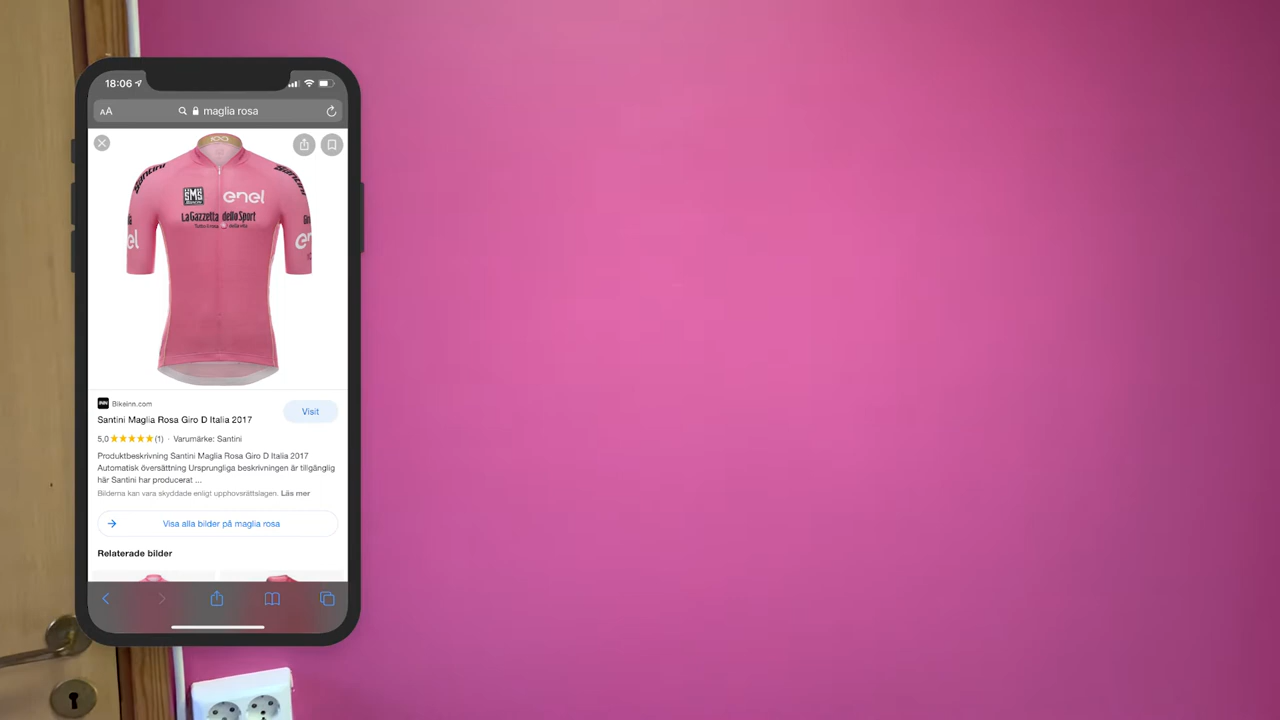 18:06
AA maglia rosa
Santini
SMS
enel
La Gazzetta dello Sport
Bikeinn.com
Santini Maglia Rosa Giro D Italia 2017
Visit
5,0 ★★★★★ (1) · Varumärke: Santini
Produktbeskrivning Santini Maglia Rosa Giro D Italia 2017
Automatisk översättning Ursprungliga beskrivningen är tillgänglig
här Santini har producerat ...
Bilderna kan vara skyddade enligt upphovsrättslagen. Läs mer
Visa alla bilder på maglia rosa
Relaterade bilder